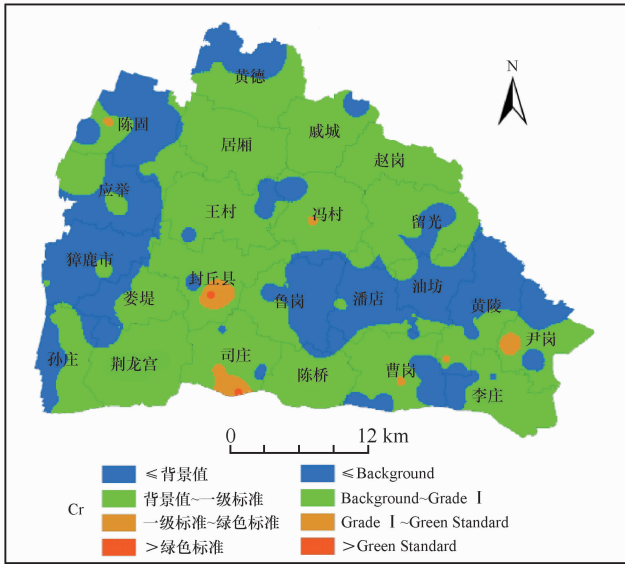 黄德
N
陈固
戚城
居厢
赵岗
应举
王村
冯村
留光
獐鹿市
封丘县
娄堤
鲁岗
潘店
油坊
黄陵
尹岗
孙庄
荆龙宫
司庄
陈桥
曹岗
李庄
0 12 km
≤背景值 ≤Background
背景值~一级标准 Background~Grade Ⅰ
Cr
一级标准~绿色标准 Grade Ⅰ~Green Standard
>绿色标准 >Green Standard